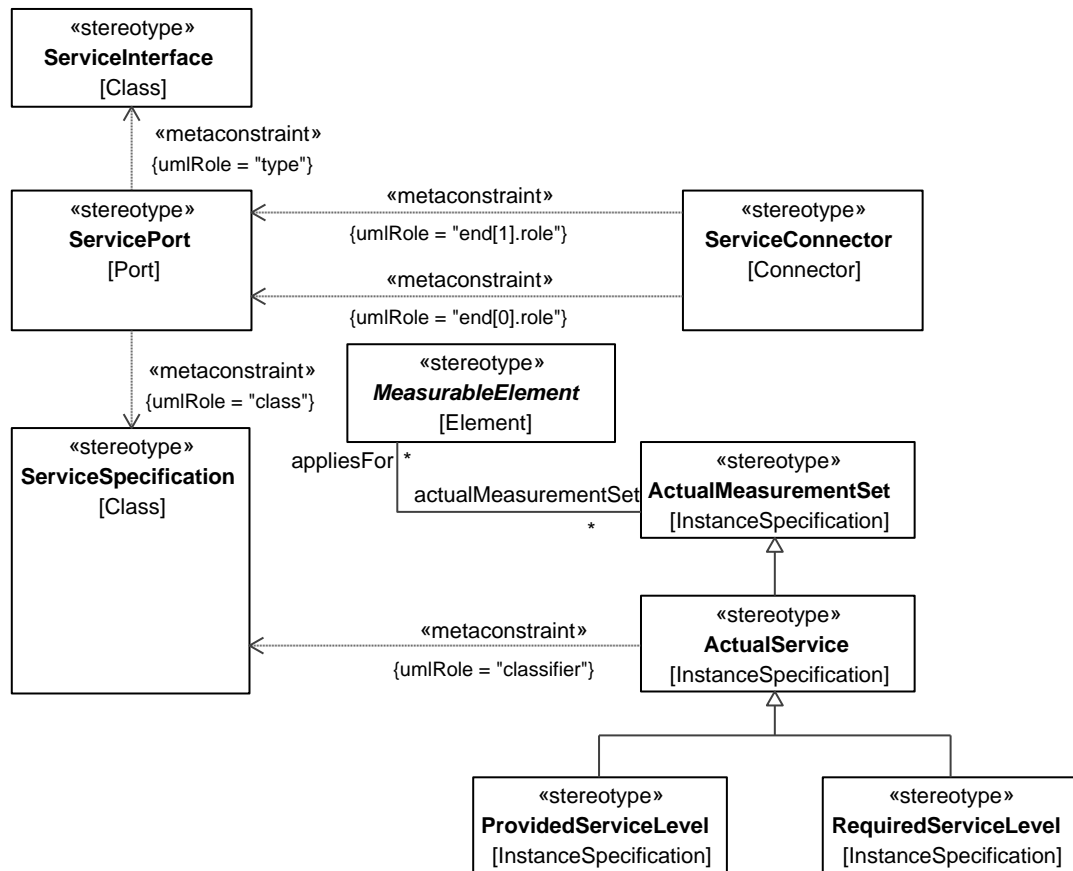 «stereotype»
ServiceInterface
[Class]
«metaconstraint»
{umlRole = "type"}
«stereotype»
ServicePort
[Port]
«metaconstraint»
{umlRole = "end[1].role"}
«metaconstraint»
{umlRole = "end[0].role"}
«stereotype»
ServiceConnector
[Connector]
«metaconstraint»
{umlRole = "class"}
«stereotype»
MeasurableElement
[Element]
appliesFor *
actualMeasurementSet
*
«stereotype»
ServiceSpecification
[Class]
«stereotype»
ActualMeasurementSet
[InstanceSpecification]
«metaconstraint»
{umlRole = "classifier"}
«stereotype»
ActualService
[InstanceSpecification]
«stereotype»
ProvidedServiceLevel
[InstanceSpecification]
«stereotype»
RequiredServiceLevel
[InstanceSpecification]